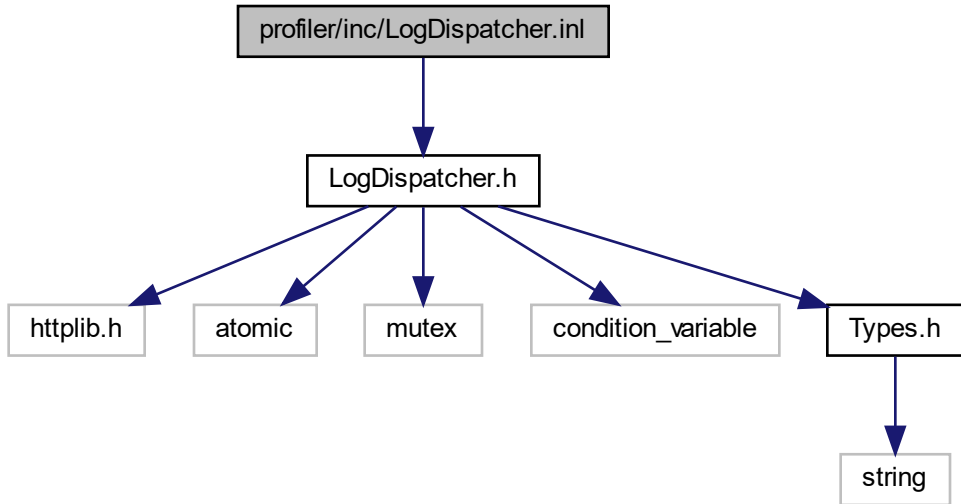 profiler/inc/LogDispatcher.inl
LogDispatcher.h
httplib.h
atomic
mutex
condition_variable
Types.h
string